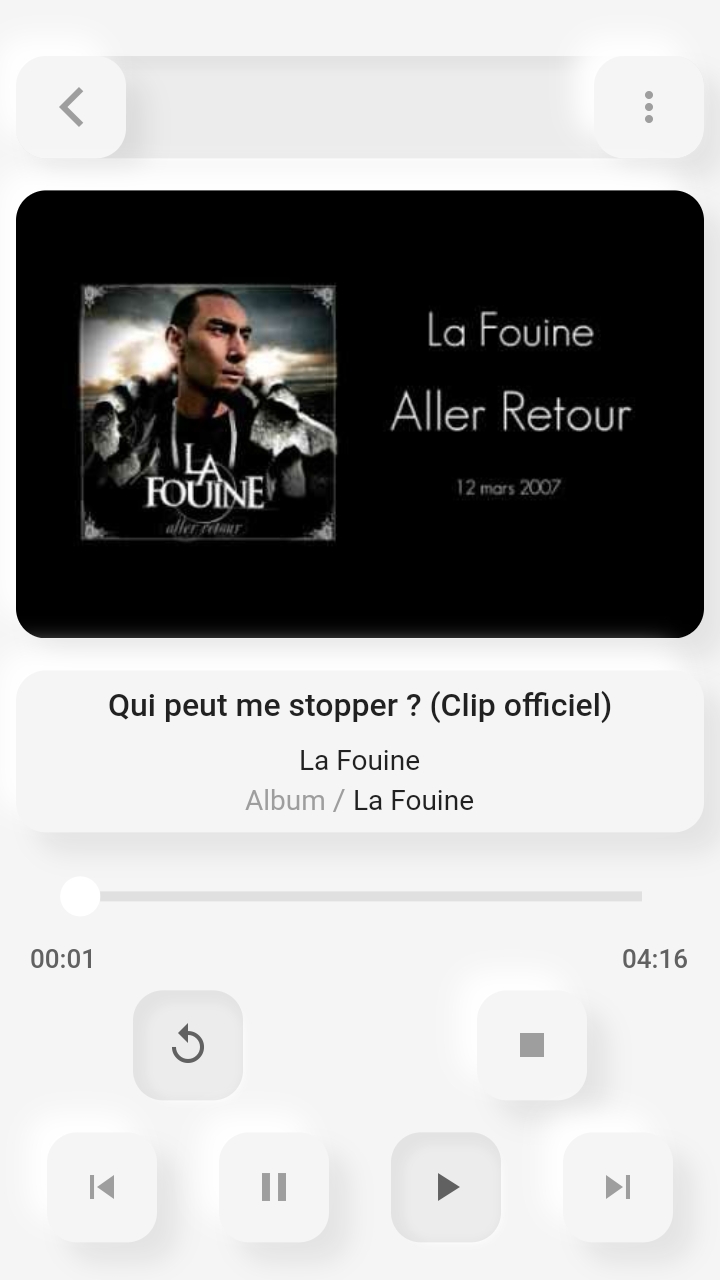 La Fouine
Aller Retour
12 mars 2007
LA
FOUINE
aller retour
Qui peut me stopper ? (Clip officiel)
La Fouine
Album / La Fouine
00:01
04:16